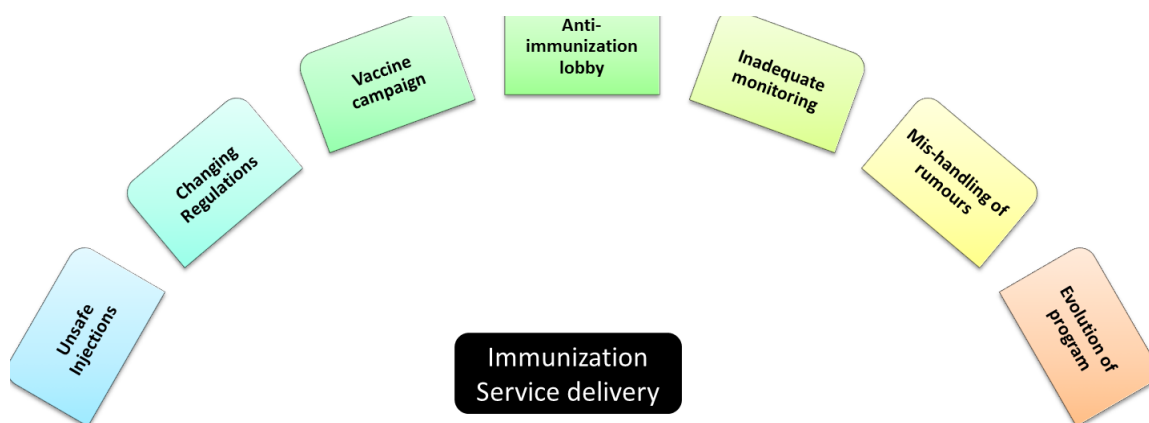 Unsafe
Injections
Changing
Regulations
Vaccine
campaign
Anti-
immunization
lobby
Inadequate
monitoring
Mis-handling of
rumours
Evolution of
program
Immunization
Service delivery